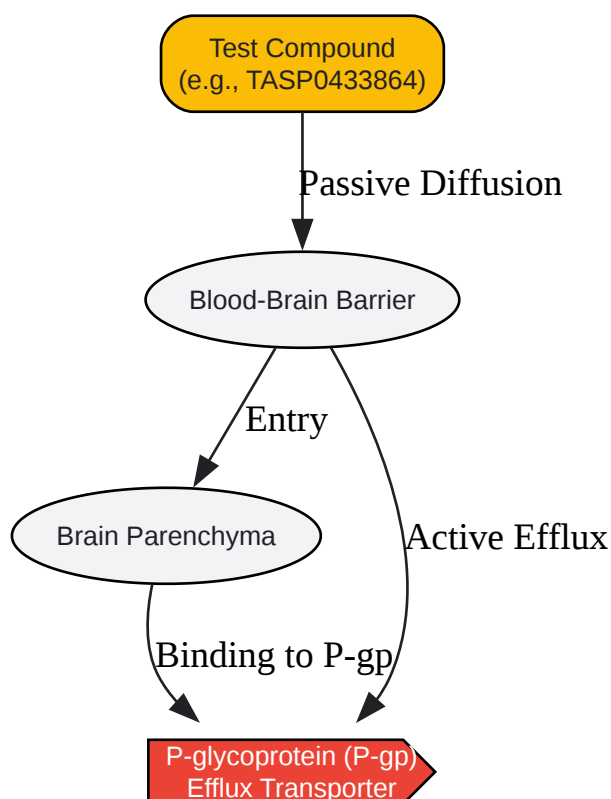 Test Compound
(e.g., TASP0433864)
Passive Diffusion
Blood-Brain Barrier
Entry
Brain Parenchyma
Active Efflux
Binding to P-gp
P-glycoprotein (P-gp)
Efflux Transporter